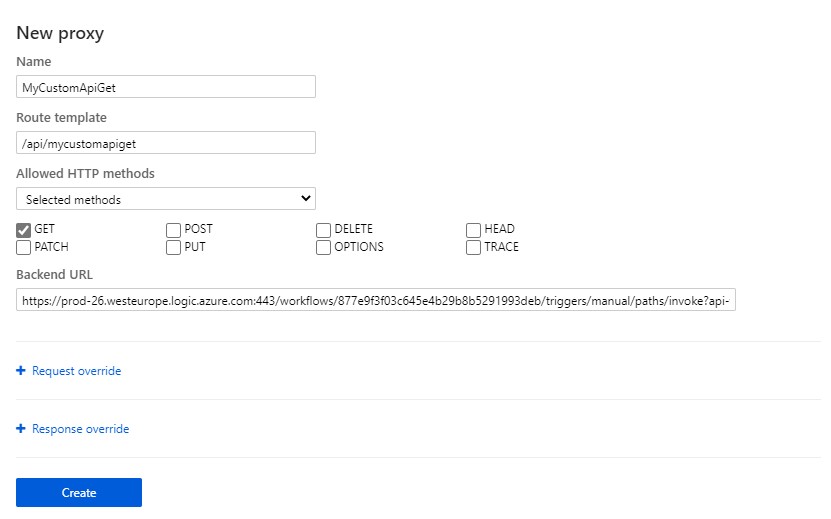 New proxy
Name
MyCustomApiGet
Route template
/api/mycustomapiget
Allowed HTTP methods
Selected methods
GET POST DELETE HEAD
PATCH PUT OPTIONS TRACE
Backend URL
https://prod-26.westeurope.logic.azure.com:443/workflows/877e9f3f03c645e4b29b8b5291993deb/triggers/manual/paths/invoke?api-
+ Request override
+ Response override
Create